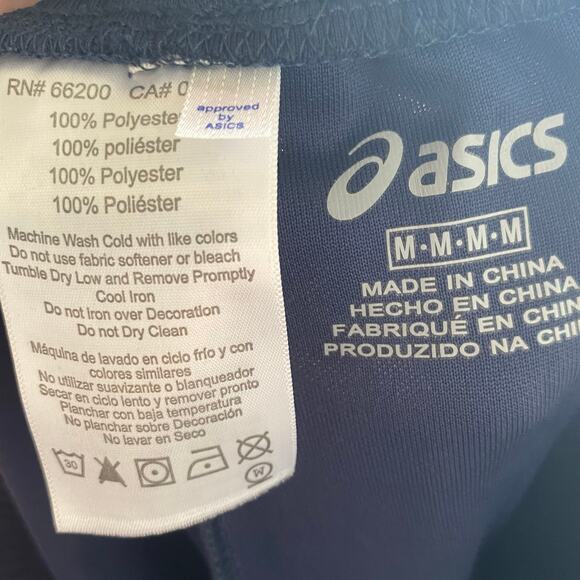 RN# 66200 CA# 0
approved
by
ASICS
100% Polyester
100% poliéster
100% Polyester
100% Poliéster
Machine Wash Cold with like colors
Do not use fabric softener or bleach
Tumble Dry Low and Remove Promptly
Cool Iron
Do not Iron over Decoration
Do not Dry Clean
Máquina de lavado en ciclo frío y con
colores similares
No utilizar suavizante o blanqueador
Secar en ciclo lento y remover pronto
Planchar con baja temperatura
No planchar sobre Decoración
No lavar en Seco
30
W
asics
M·M·M·M
MADE IN CHINA
HECHO EN CHINA
FABRIQUÉ EN CHIN
PRODUZIDO NA CHI